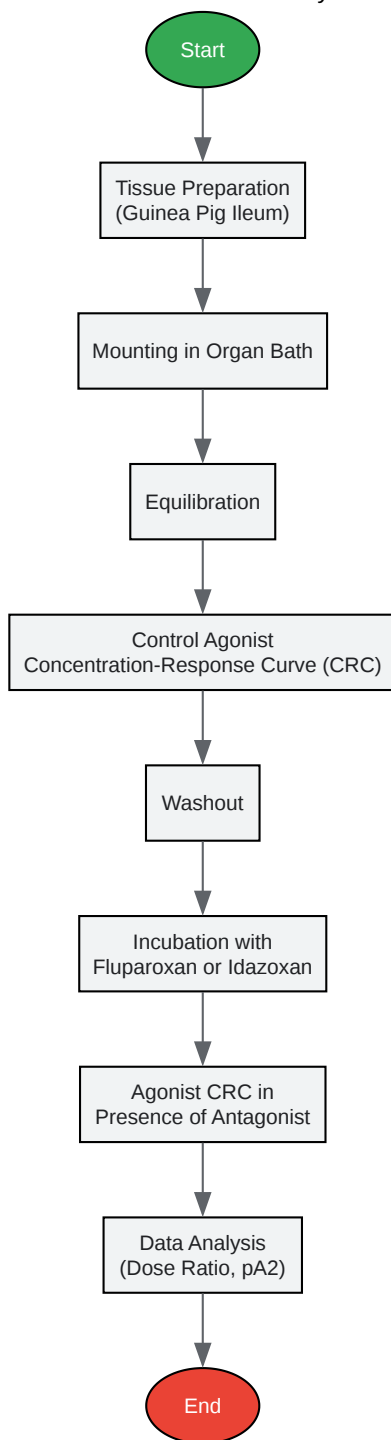 Start
Tissue Preparation
(Guinea Pig Ileum)
Mounting in Organ Bath
Equilibration
Control Agonist
Concentration-Response Curve (CRC)
Washout
Incubation with
Fluparoxan or Idazoxan
Agonist CRC in
Presence of Antagonist
Data Analysis
(Dose Ratio, pA2)
End